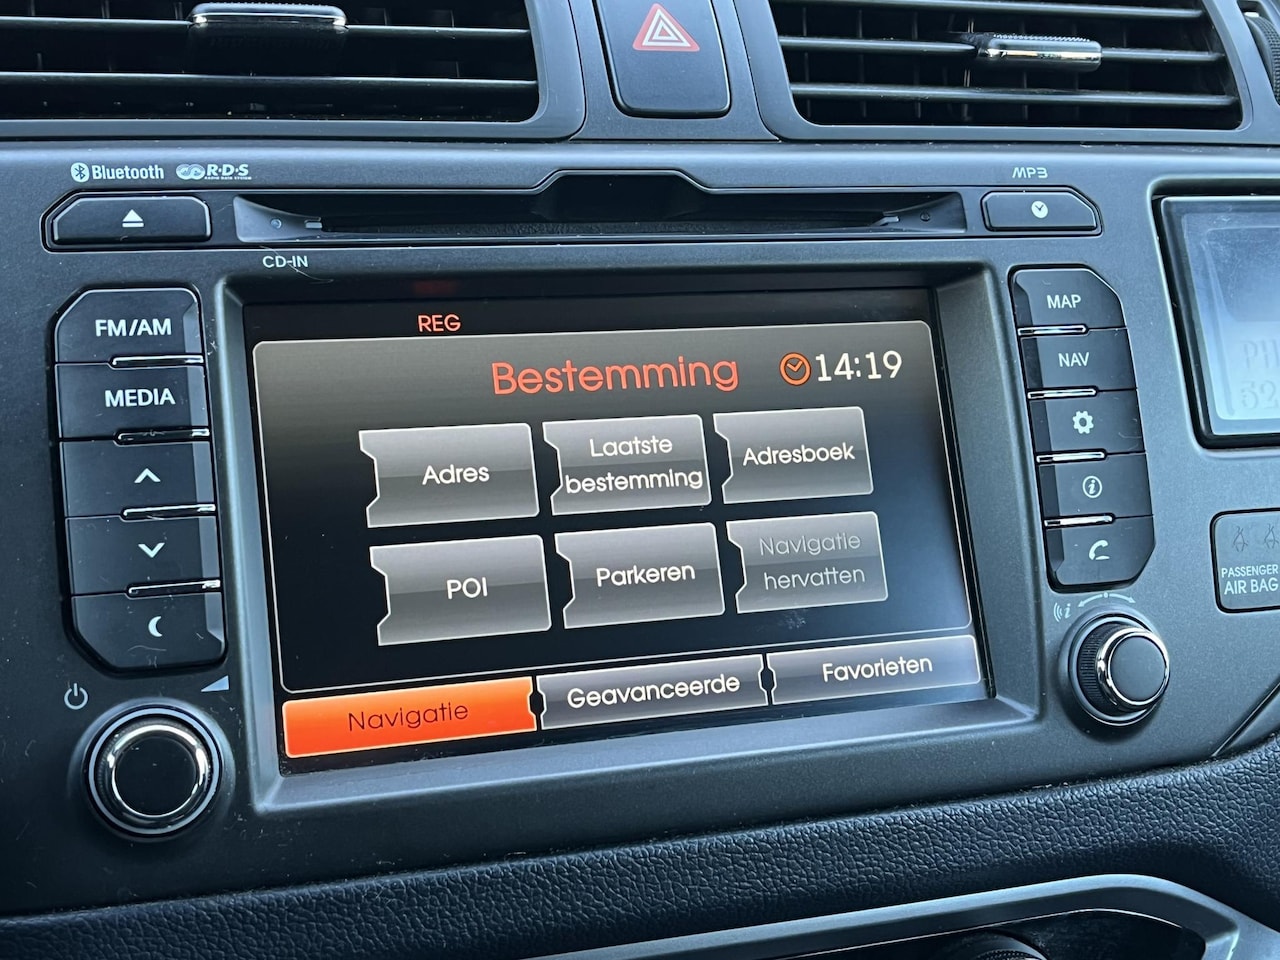 Bluetooth
R·D·S
MP3
CD-IN
FM/AM
MEDIA
REG
Bestemming
14:19
Adres
Laatste
bestemming
Adresboek
POI
Parkeren
Navigatie
hervatten
Navigatie
Geavanceerde
Favorieten
MAP
NAV
PASSENGER
AIR BAG